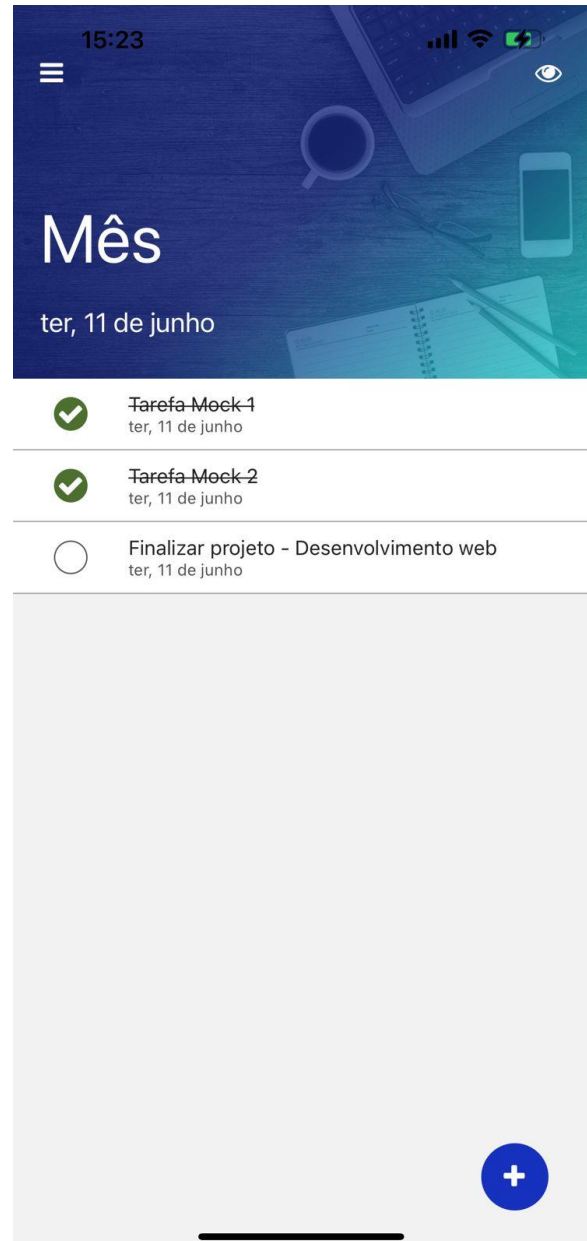 15:23
Mês
ter, 11 de junho
Tarefa Mock 1
ter, 11 de junho
Tarefa Mock 2
ter, 11 de junho
Finalizar projeto - Desenvolvimento web
ter, 11 de junho
+